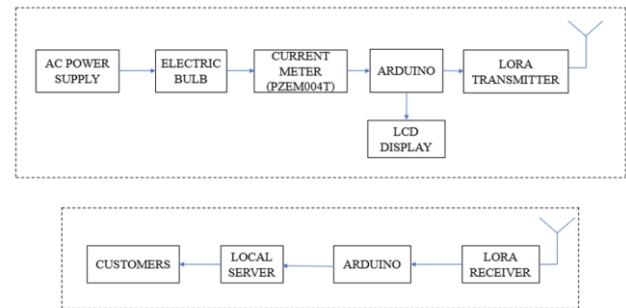 AC POWER
SUPPLY
ELECTRIC
BULB
CURRENT
METER
(PZEM004T)
ARDUINO
LORA
TRANSMITTER
LCD
DISPLAY
CUSTOMERS
LOCAL
SERVER
ARDUINO
LORA
RECEIVER